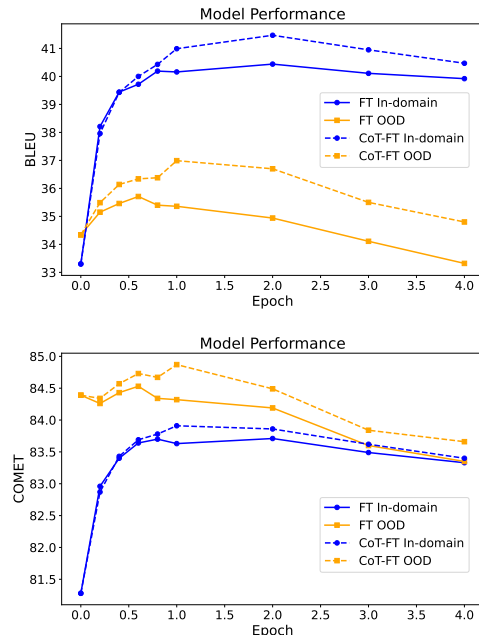 Model Performance
41
40
39
38
37
36
35
34
33
BLEU
FT In-domain
FT OOD
CoT-FT In-domain
CoT-FT OOD
0.0 0.5 1.0 1.5 2.0 2.5 3.0 3.5 4.0
Epoch
Model Performance
85.0
84.5
84.0
83.5
83.0
82.5
82.0
81.5
COMET
FT In-domain
FT OOD
CoT-FT In-domain
CoT-FT OOD
0.0 0.5 1.0 1.5 2.0 2.5 3.0 3.5 4.0
Epoch